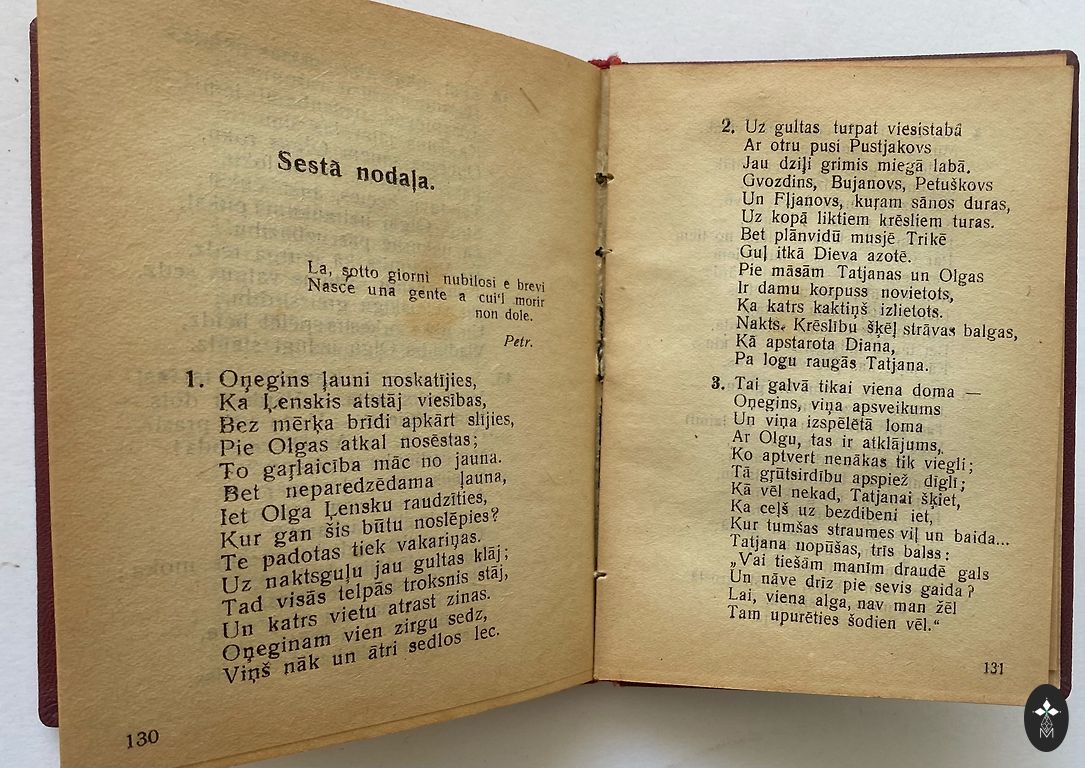 Sestā nodaļa.
La, sotto giorni nubilosi e brevi
Nasce una gente a cui'l morir
non dole.
Petr.
1. Oņegins ļauni noskatījies,
Ka Ļenskis atstāj viesības,
Bez mērķa brīdi apkārt slījies,
Pie Olgas atkal nosēstas;
To gaŗlaicība māc no jauna.
Bet neparedzēdama ļauna,
Iet Olga Ļensku raudzīties,
Kur gan šis būtu noslēpies?
Te padotas tiek vakariņas.
Uz naktsguļu jau gultas klāj;
Tad visās telpās troksnis stāj,
Un katrs vietu atrast zinas.
Oņeginam vien zirgu sedz,
Viņš nāk un ātri sedlos lec.
130
2. Uz gultas turpat viesistabā
Ar otru pusi Pustjakovs
Jau dziļi grimis miegā labā.
Gvozdins, Bujanovs, Petuškovs
Un Fļjanovs, kuŗam sānos duras,
Uz kopā liktiem krēsliem turas.
Bet plānvidū musjē Trikē
Guļ itkā Dieva azotē.
Pie māsām Tatjanas un Olgas
Ir damu korpuss novietots,
Ka katrs kaktiņš izlietots.
Nakts. Krēslību šķeļ strāvas balgas,
Kā apstarota Diana,
Pa logu raugās Tatjana.
3. Tai galvā tikai viena doma —
Oņegins, viņa apsveikums
Un viņa izspēlētā loma
Ar Olgu, tas ir atklājums,
Ko aptvert nenākas tik viegli;
Tā grūtsirdību apspiež dīgli;
Kā vēl nekad, Tatjanai šķiet,
Ka ceļš uz bezdibeni iet,
Kur tumšas straumes viļ un baida...
Tatjana nopūšas, trīs balss:
„Vai tiešām manīm draudē gals
Un nāve drīz pie sevis gaida?
Lai, viena alga, nav man žēl
Tam upurēties šodien vēl.“
131
M